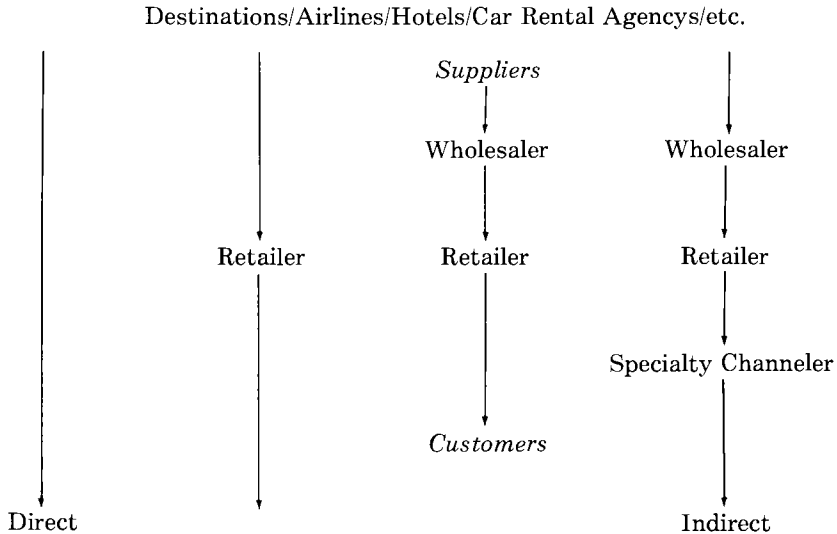 Destinations/Airlines/Hotels/Car Rental Agencys/etc.
Suppliers
Wholesaler Wholesaler
Retailer Retailer Retailer
Specialty Channeler
Customers
Direct Indirect